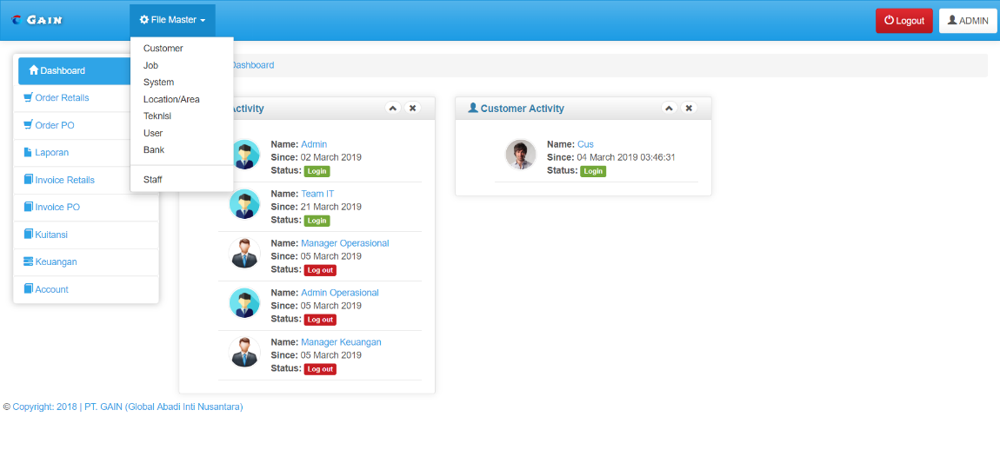 GAIN
File Master
Logout
ADMIN
Customer
Job
System
Location/Area
Teknisi
User
Bank
Staff
Dashboard
Order Retails
Order PO
Laporan
Invoice Retails
Invoice PO
Kuitansi
Keuangan
Account
Dashboard
Activity
Name: Admin
Since: 02 March 2019
Status: Login
Name: Team IT
Since: 21 March 2019
Status: Login
Name: Manager Operasional
Since: 05 March 2019
Status: Log out
Name: Admin Operasional
Since: 05 March 2019
Status: Log out
Name: Manager Keuangan
Since: 05 March 2019
Status: Log out
Customer Activity
Name: Cus
Since: 04 March 2019 03:46:31
Status: Login
© Copyright: 2018 | PT. GAIN (Global Abadi Inti Nusantara)